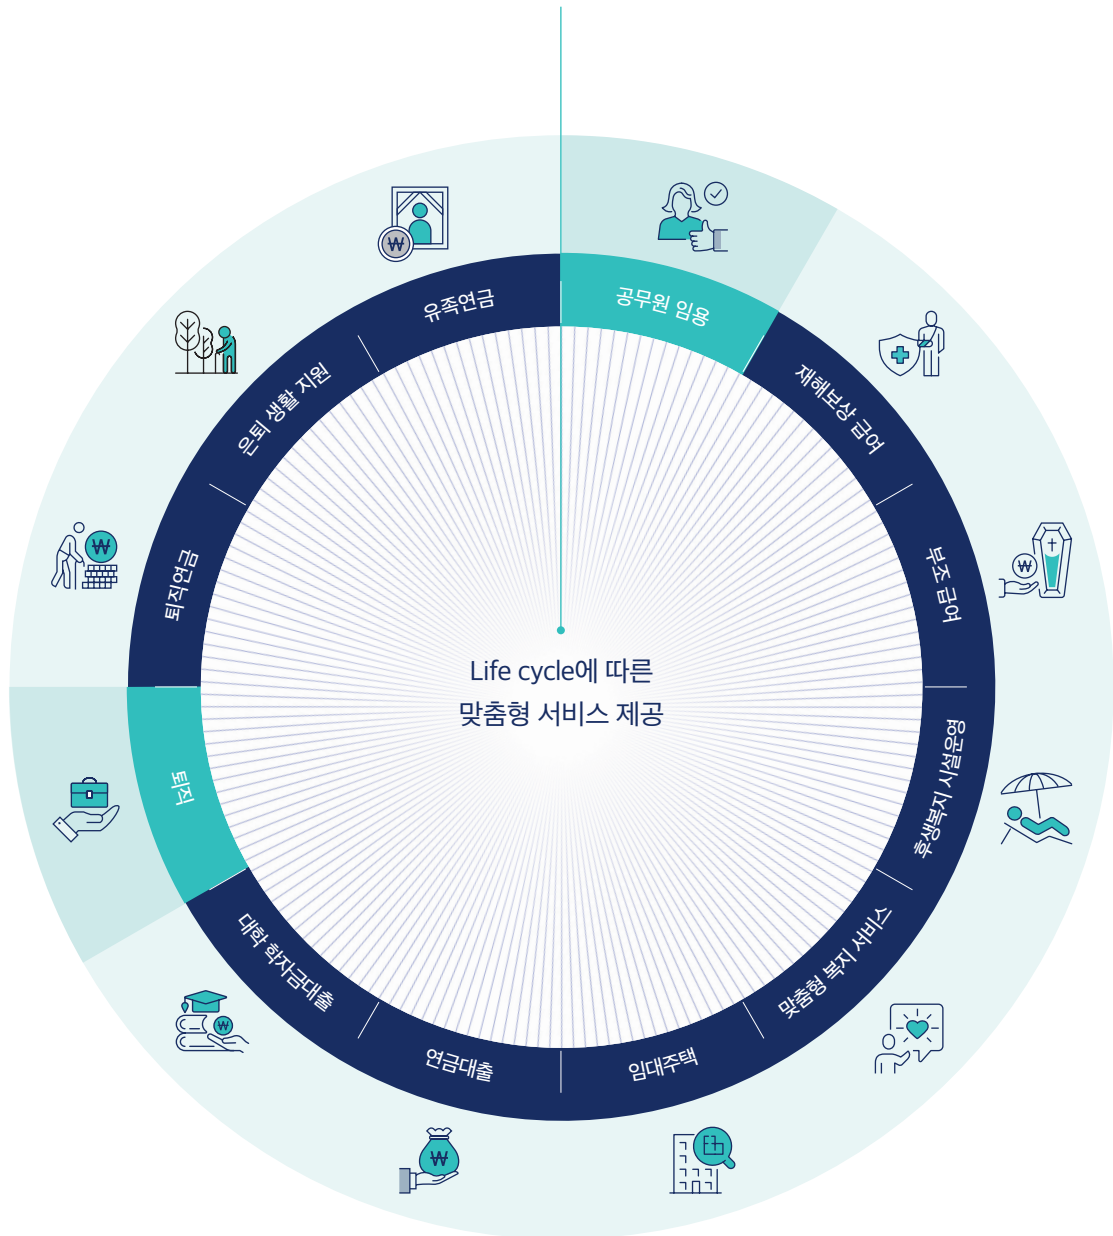 Life cycle에 따른
맞춤형 서비스 제공
공무원 임용
재해보상 급여
부조 급여
후생복지 시설운영
맞춤형 복지 서비스
임대주택
연금대출
대학 학자금대출
퇴직
퇴직연금
은퇴 생활 지원
유족연금